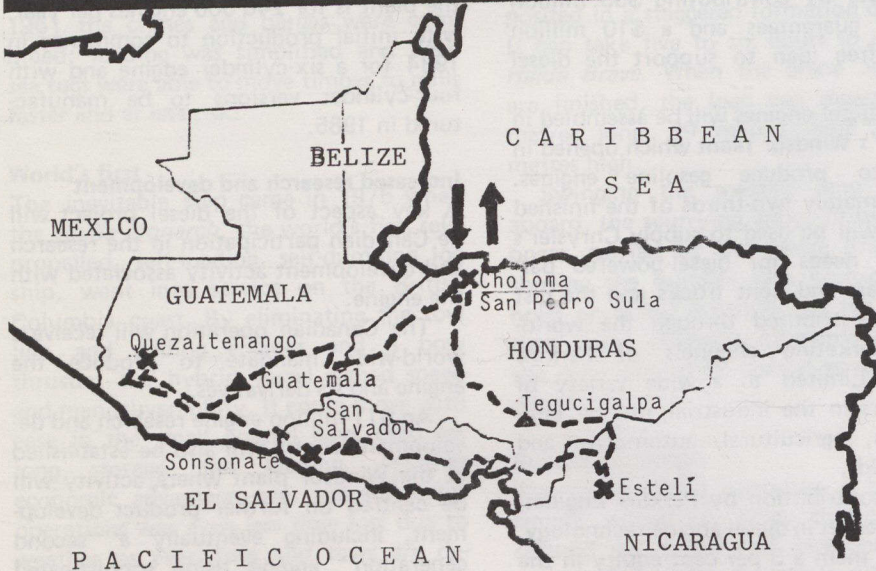 CARIBBEAN
SEA
BELIZE
MEXICO
GUATEMALA
Choloma
San Pedro Sula
Quezaltenango
HONDURAS
Guatemala
Tegucigalpa
San
Salvador
Sonsonate
Estelí
EL SALVADOR
NICARAGUA
PACIFIC OCEAN